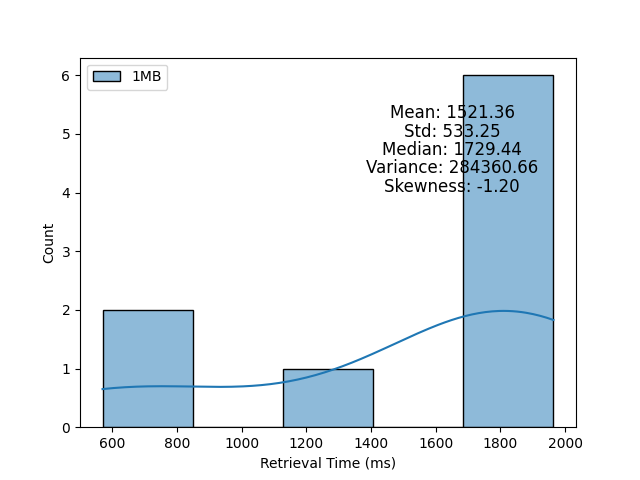 1MB
Mean: 1521.36
Std: 533.25
Median: 1729.44
Variance: 284360.66
Skewness: -1.20
6
5
4
3
2
1
0
Count
600 800 1000 1200 1400 1600 1800 2000
Retrieval Time (ms)